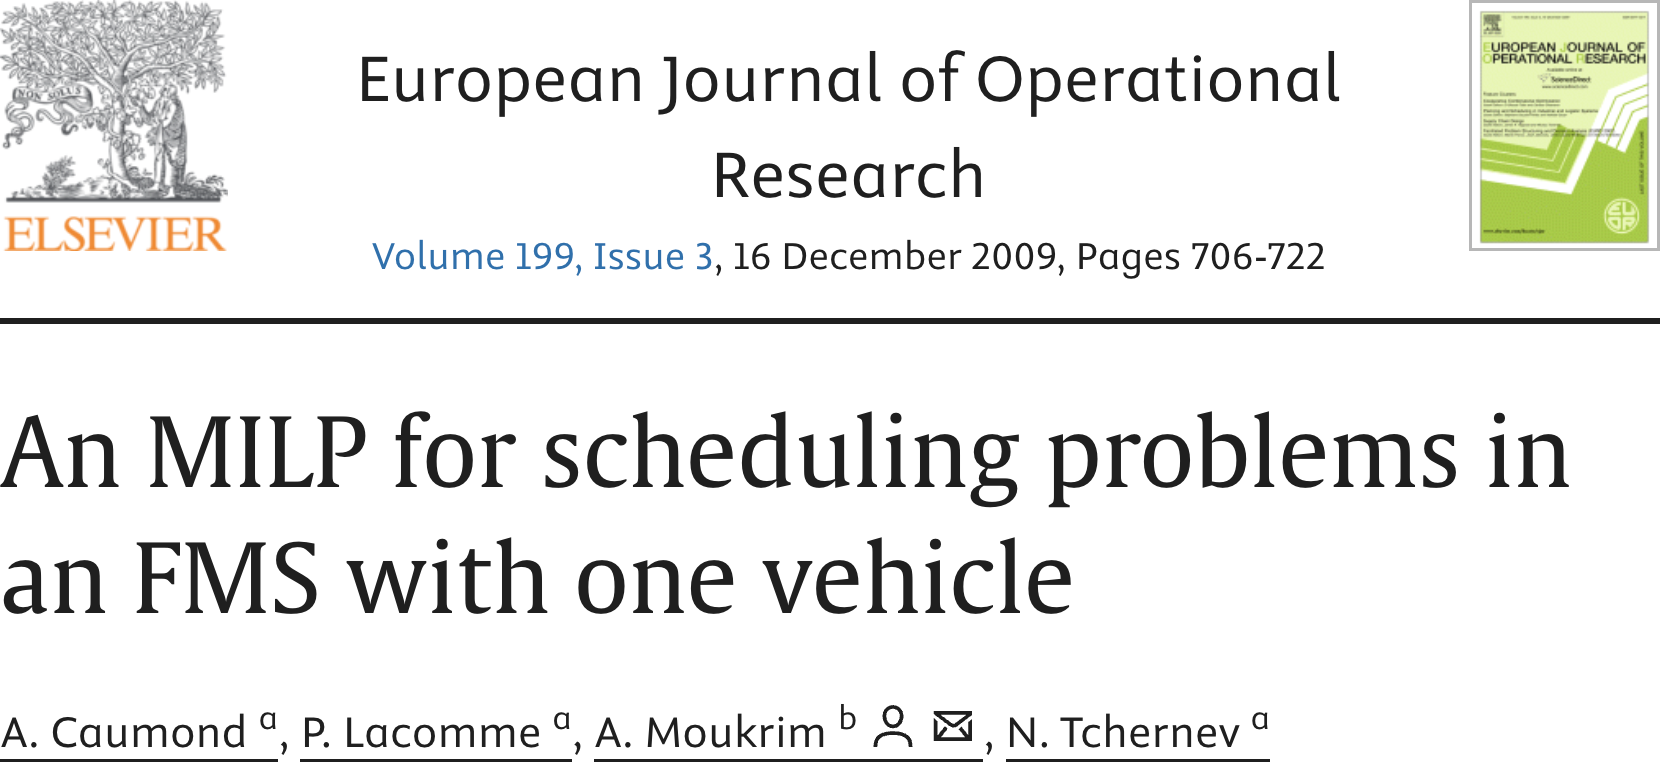 NON SOLUS
ELSEVIER
European Journal of Operational
Research
Volume 199, Issue 3, 16 December 2009, Pages 706-722
EUROPEAN JOURNAL OF
OPERATIONAL RESEARCH
ScienceDirect
An MILP for scheduling problems in
an FMS with one vehicle
A. Caumond a, P. Lacomme a, A. Moukrim b, N. Tchernev a